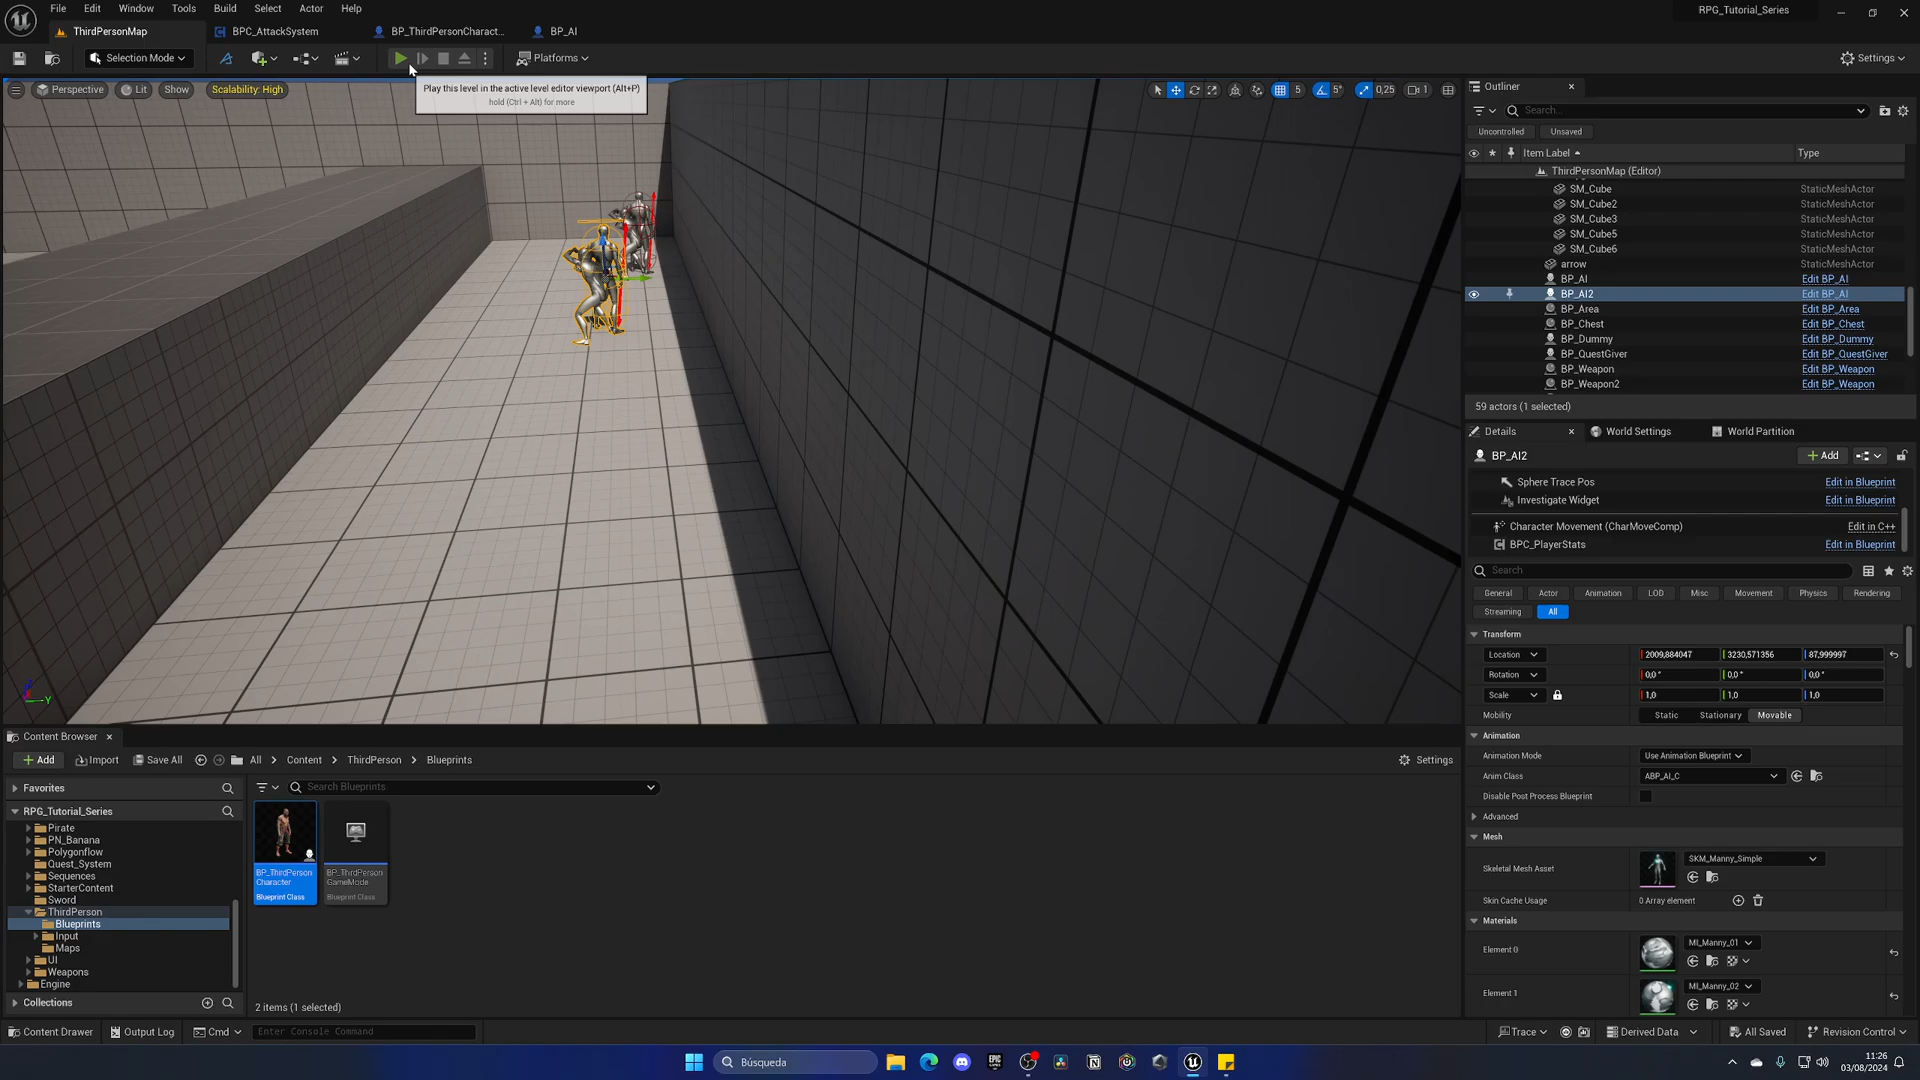 File Edit Window Tools Build Select Actor Help
RPG_Tutorial_Series
ThirdPersonMap BPC_AttackSystem BP_ThirdPersonCharact... BP_AI
Selection Mode Platforms Settings
Play this level in the active level editor viewport (Alt+P)
hold (Ctrl + Alt) for more
Perspective Lit Show Scalability: High 5 5° 0,25 1
Outliner
Search...
Uncontrolled Unsaved
Item Label Type
ThirdPersonMap (Editor)
SM_Cube StaticMeshActor
SM_Cube2 StaticMeshActor
SM_Cube3 StaticMeshActor
SM_Cube5 StaticMeshActor
SM_Cube6 StaticMeshActor
arrow StaticMeshActor
BP_AI Edit BP_AI
BP_AI2 Edit BP_AI
BP_Area Edit BP_Area
BP_Chest Edit BP_Chest
BP_Dummy Edit BP_Dummy
BP_QuestGiver Edit BP_QuestGiver
BP_Weapon Edit BP_Weapon
BP_Weapon2 Edit BP_Weapon
59 actors (1 selected)
Details World Settings World Partition
BP_AI2 Add
Sphere Trace Pos Edit in Blueprint
Investigate Widget Edit in Blueprint
Character Movement (CharMoveComp) Edit in C++
BPC_PlayerStats Edit in Blueprint
Search
General Actor Animation LOD Misc Movement Physics Rendering
Streaming All
Transform
Location 2009,884047 3230,571356 87,999997
Rotation 0,0 ° 0,0 ° 0,0 °
Scale 1,0 1,0 1,0
Mobility Static Stationary Movable
Animation
Animation Mode Use Animation Blueprint
Anim Class ABP_AI_C
Disable Post Process Blueprint
Advanced
Mesh
Skeletal Mesh Asset SKM_Manny_Simple
Skin Cache Usage 0 Array element
Materials
Element 0 MI_Manny_01
Element 1 MI_Manny_02
X Y
Content Browser
Add Import Save All All Content ThirdPerson Blueprints Settings
Favorites
Search Blueprints
RPG_Tutorial_Series
Pirate
PN_Banana
Polygonflow
Quest_System
Sequences
StarterContent
Sword
ThirdPerson
Blueprints
Input
Maps
UI
Weapons
Engine
Collections
BP_ThirdPerson
Character
Blueprint Class
BP_ThirdPerson
GameMode
Blueprint Class
2 items (1 selected)
Content Drawer Output Log Cmd Enter Console Command Trace Derived Data All Saved Revision Control
Búsqueda
11:26
03/08/2024